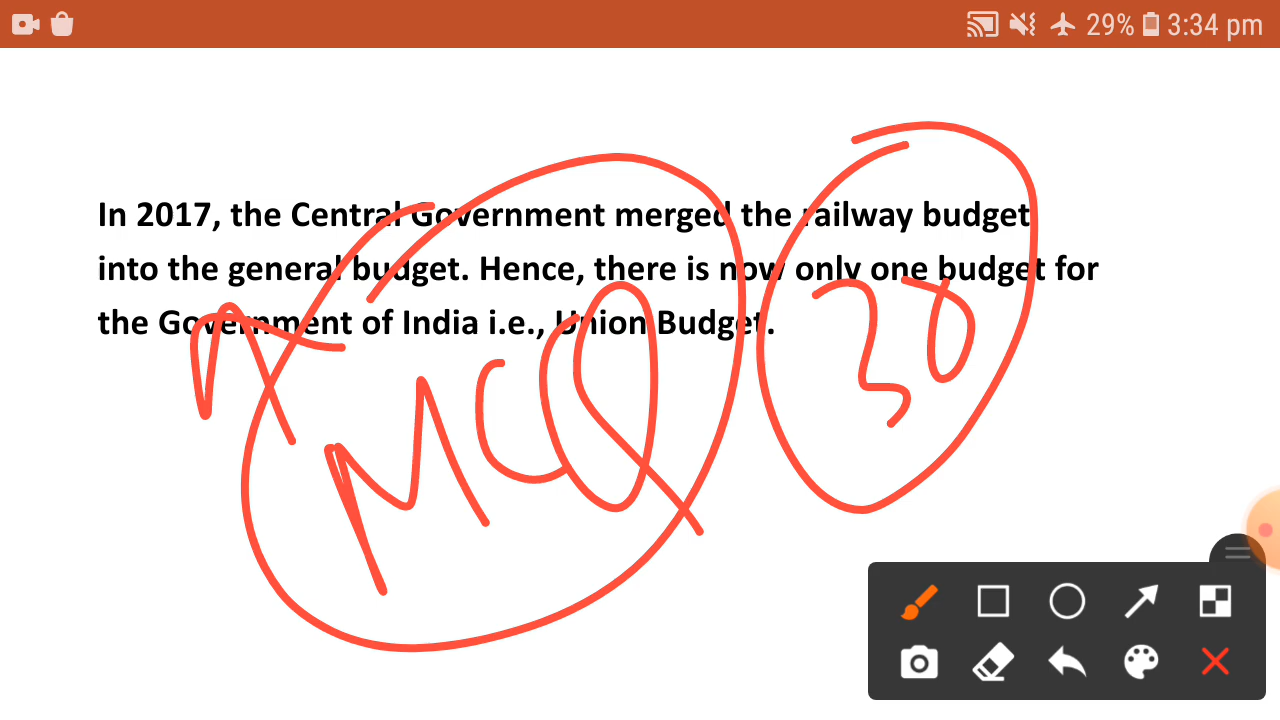 29% 3:34 pm
In 2017, the Central Government merged the railway budget
into the general budget. Hence, there is now only one budget for
the Government of India i.e., Union Budget.
MCQ
30